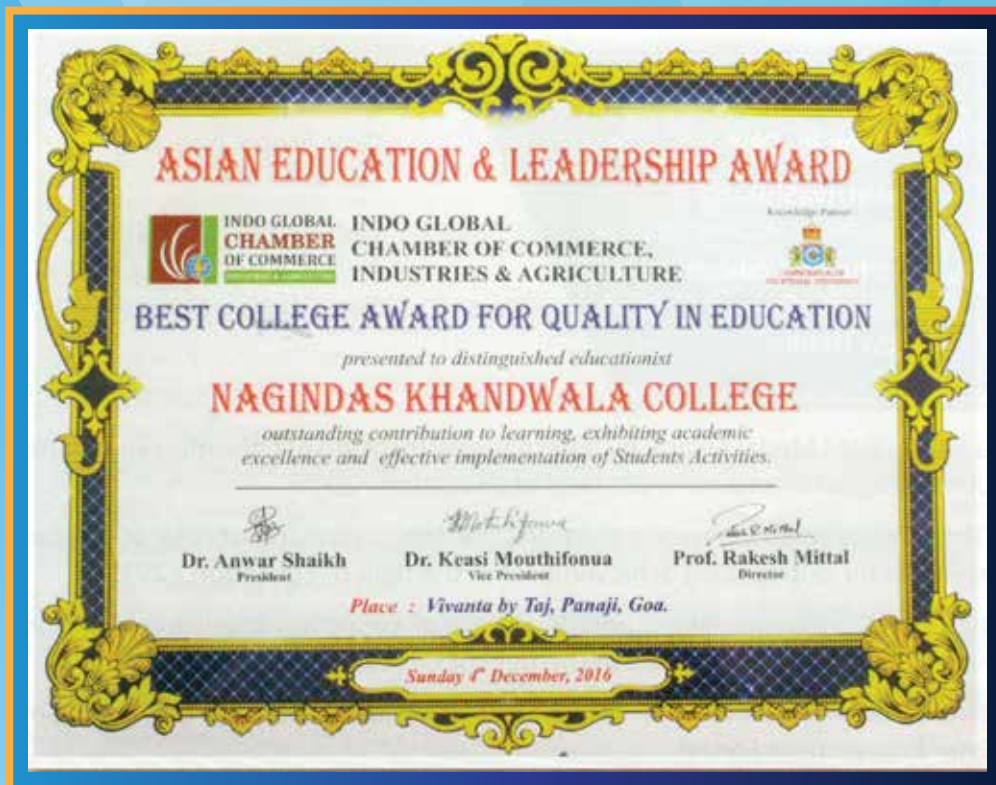 ASIAN EDUCATION & LEADERSHIP AWARD
Knowledge Partner
INDO GLOBAL
CHAMBER
OF COMMERCE
INDO GLOBAL
CHAMBER OF COMMERCE,
INDUSTRIES & AGRICULTURE
BEST COLLEGE AWARD FOR QUALITY IN EDUCATION
presented to distinguished educationist
NAGINDAS KHANDWALA COLLEGE
outstanding contribution to learning, exhibiting academic
excellence and effective implementation of Students Activities.
Dr. Anwar Shaikh
President
Dr. Keasi Mouthifonua
Vice President
Prof. Rakesh Mittal
Director
Place : Vivanta by Taj, Panaji, Goa.
Sunday 4th December, 2016